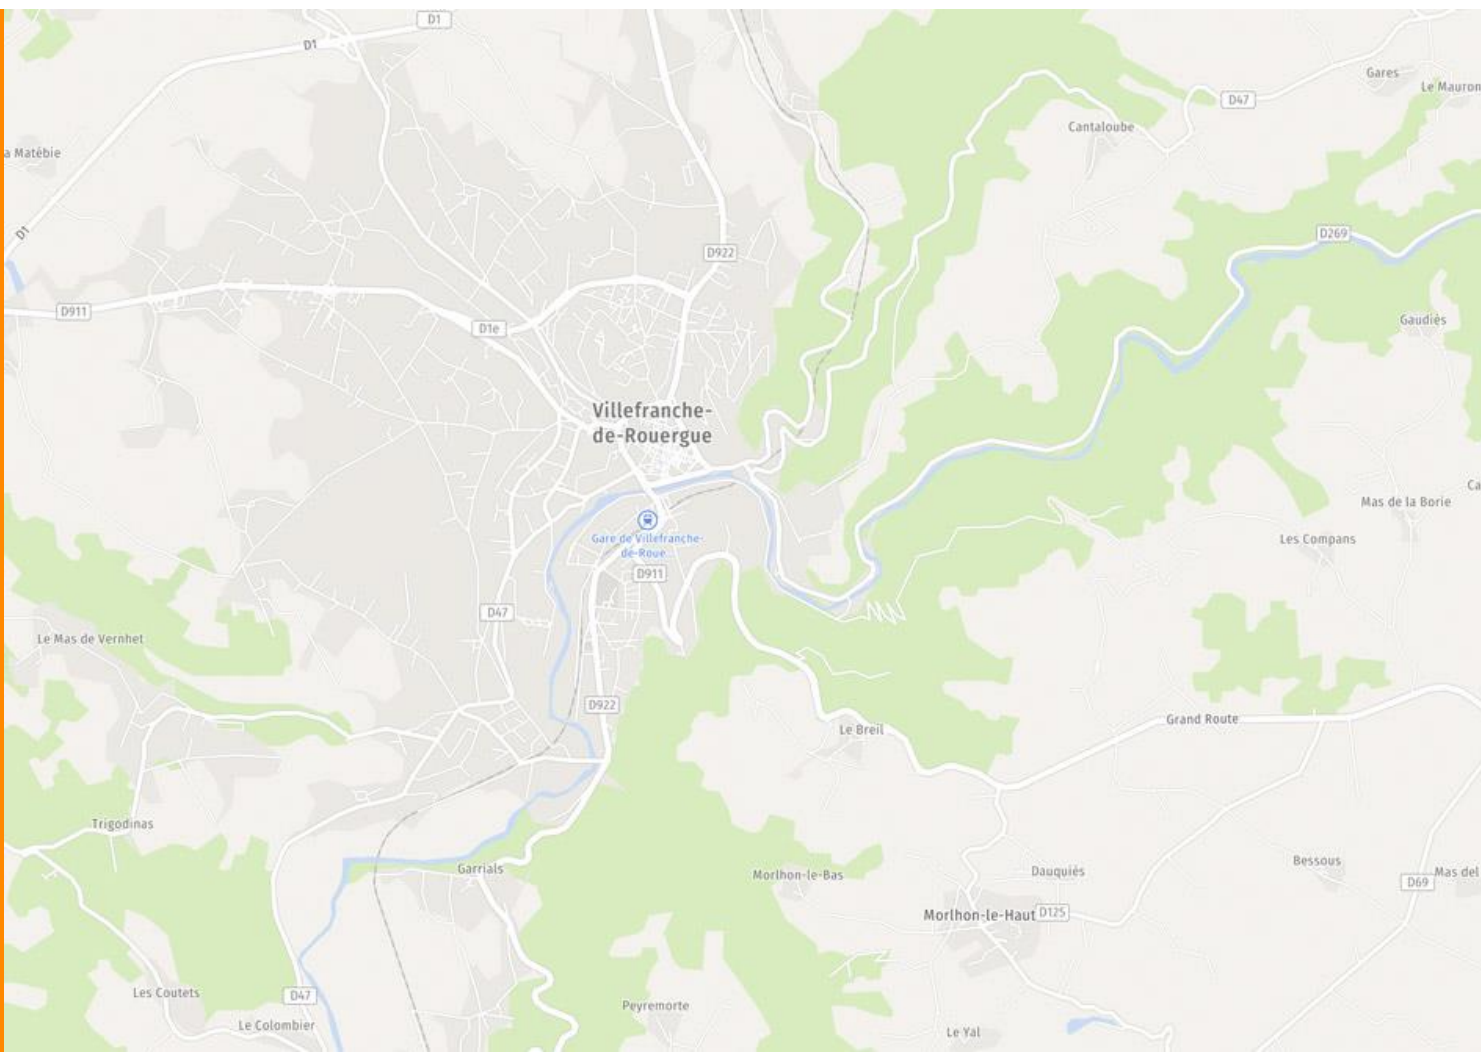 D1
D1
Gares
Le Mauron
D47
Cantaloube
a Matébie
D1
D269
D922
D911
Gaudiès
D1e
Villefranche-
de-Rouergue
Ca
Mas de la Borie
Gare de Villefranche-
de-Roue...
Les Compans
D911
D47
Le Mas de Vernhet
D922
Grand Route
Le Breil
Trigodinas
Garrials
Morlhon-le-Bas
Dauquiés
Bessous
Mas del
D69
Morlhon-le-Haut
D125
Les Coutets
D47
Peyremorte
Le Colombier
Le Yal